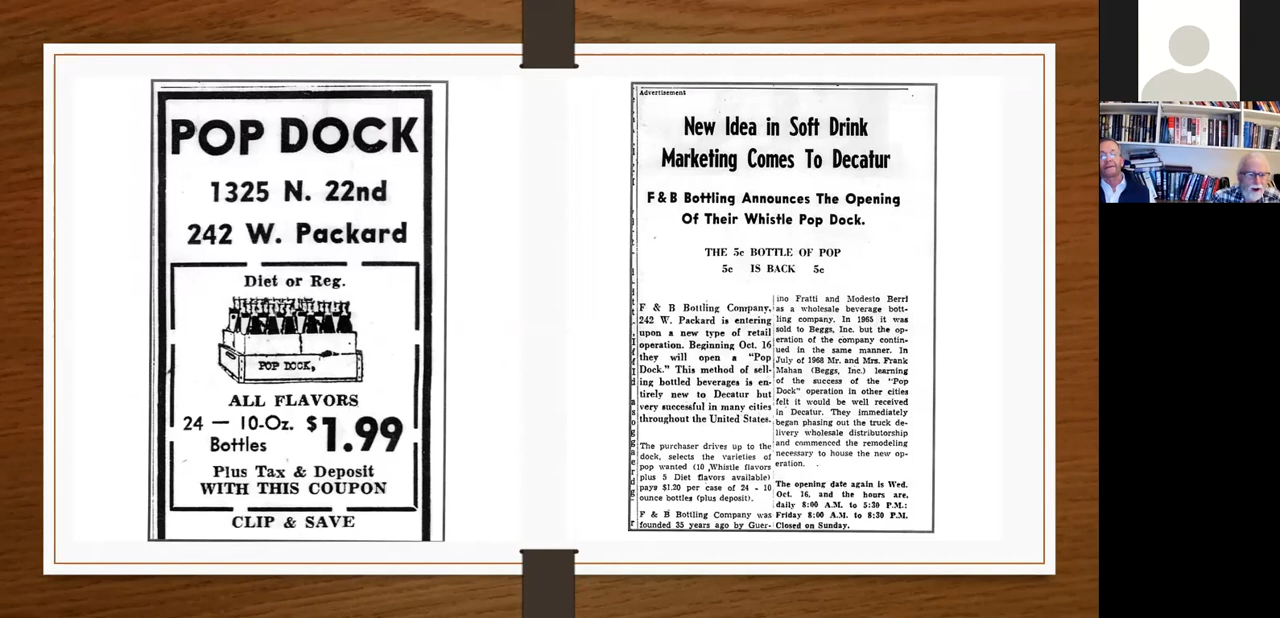 POP DOCK
1325 N. 22nd
242 W. Packard
Diet or Reg.
POP DOCK,
ALL FLAVORS
24 — 10-Oz.
Bottles
$1.99
Plus Tax & Deposit
WITH THIS COUPON
CLIP & SAVE
Advertisement
New Idea in Soft Drink
Marketing Comes To Decatur
F & B Bottling Announces The Opening
Of Their Whistle Pop Dock.
THE 5c BOTTLE OF POP
5c IS BACK 5c
F & B Bottling Company,
242 W. Packard is entering
upon a new type of retail
operation. Beginning Oct. 16
they will open a "Pop
Dock." This method of sell-
ing bottled beverages is en-
tirely new to Decatur but
very successful in many cities
throughout the United States.
The purchaser drives up to the
dock, selects the varieties of
pop wanted (10 Whistle flavors
plus 5 Diet flavors available)
pays $1.20 per case of 24 - 10
ounce bottles (plus deposit).
F & B Bottling Company was
founded 35 years ago by Guer-
ino Fratti and Modesto Berri
as a wholesale beverage bott-
ling company. In 1965 it was
sold to Beggs, Inc. but the op-
eration of the company contin-
ued in the same manner. In
July of 1968 Mr. and Mrs. Frank
Mahan (Beggs, Inc.) learning
of the success of the "Pop
Dock" operation in other cities
felt it would be well received
in Decatur. They immediately
began phasing out the truck de-
livery wholesale distributorship
and commenced the remodeling
necessary to house the new op-
eration.
The opening date again is Wed.
Oct. 16, and the hours are,
daily 8:00 A.M. to 5:30 P.M.:
Friday 8:00 A.M. to 8:30 P.M.
Closed on Sunday.